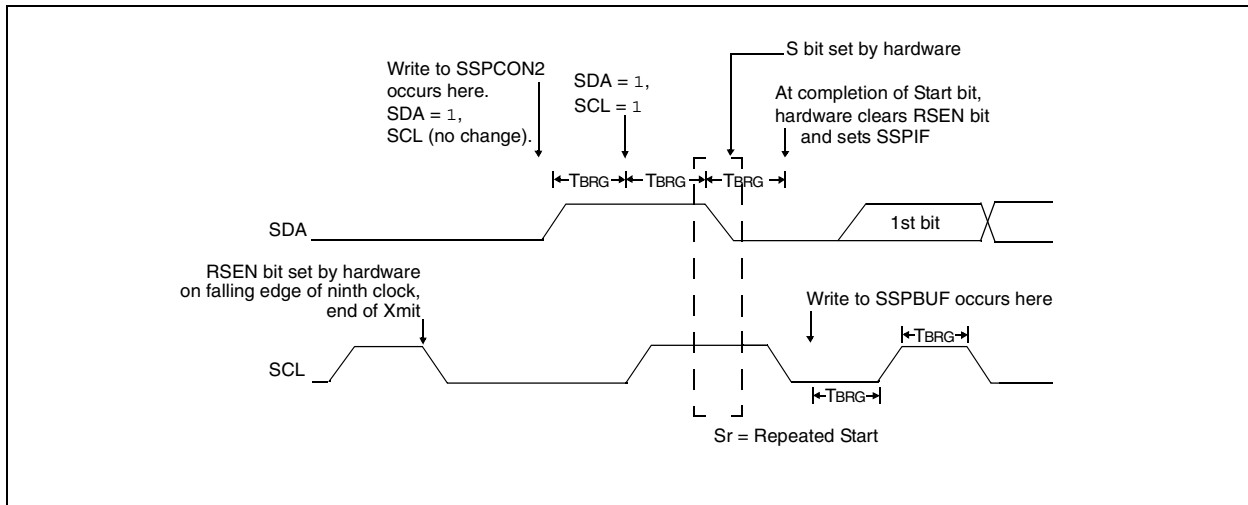 S bit set by hardware
Write to SSPCON2
occurs here.
SDA = 1,
SCL (no change).
SDA = 1,
SCL = 1
At completion of Start bit,
hardware clears RSEN bit
and sets SSPIF
TBRG
TBRG
TBRG
SDA
1st bit
RSEN bit set by hardware
on falling edge of ninth clock,
end of Xmit
Write to SSPBUF occurs here
TBRG
SCL
TBRG
Sr = Repeated Start